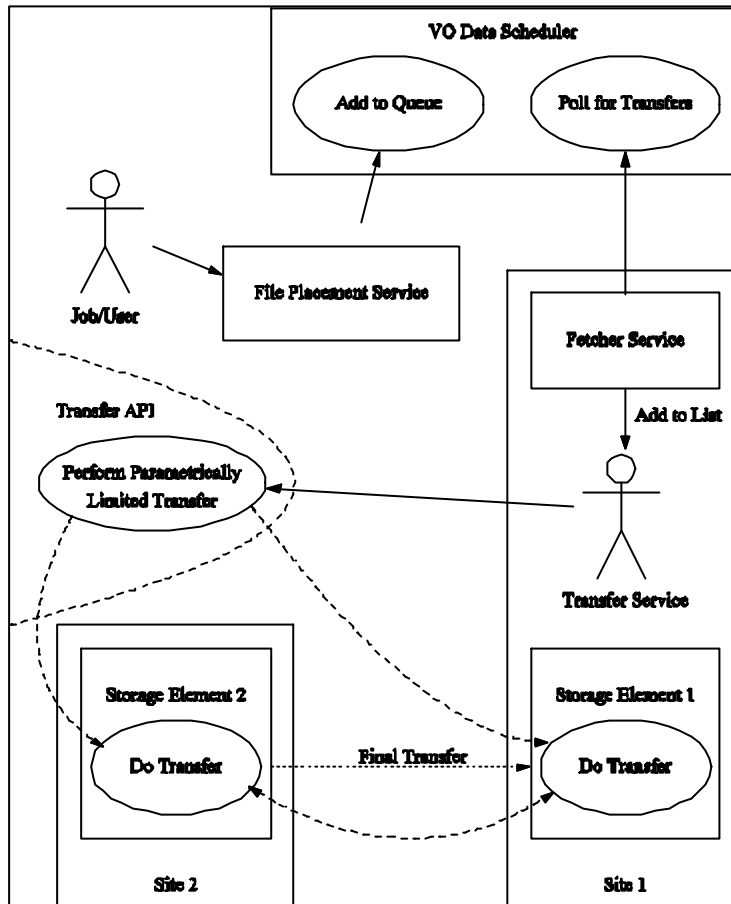 VO Data Scheduler
Add to Queue
Poll for Transfers
Job/User
File Placement Service
Fetcher Service
Add to List
Transfer API
Perform Parametrically
Limited Transfer
Transfer Service
Storage Element 2
Storage Element 1
Do Transfer
Final Transfer
Do Transfer
Site 2
Site 1